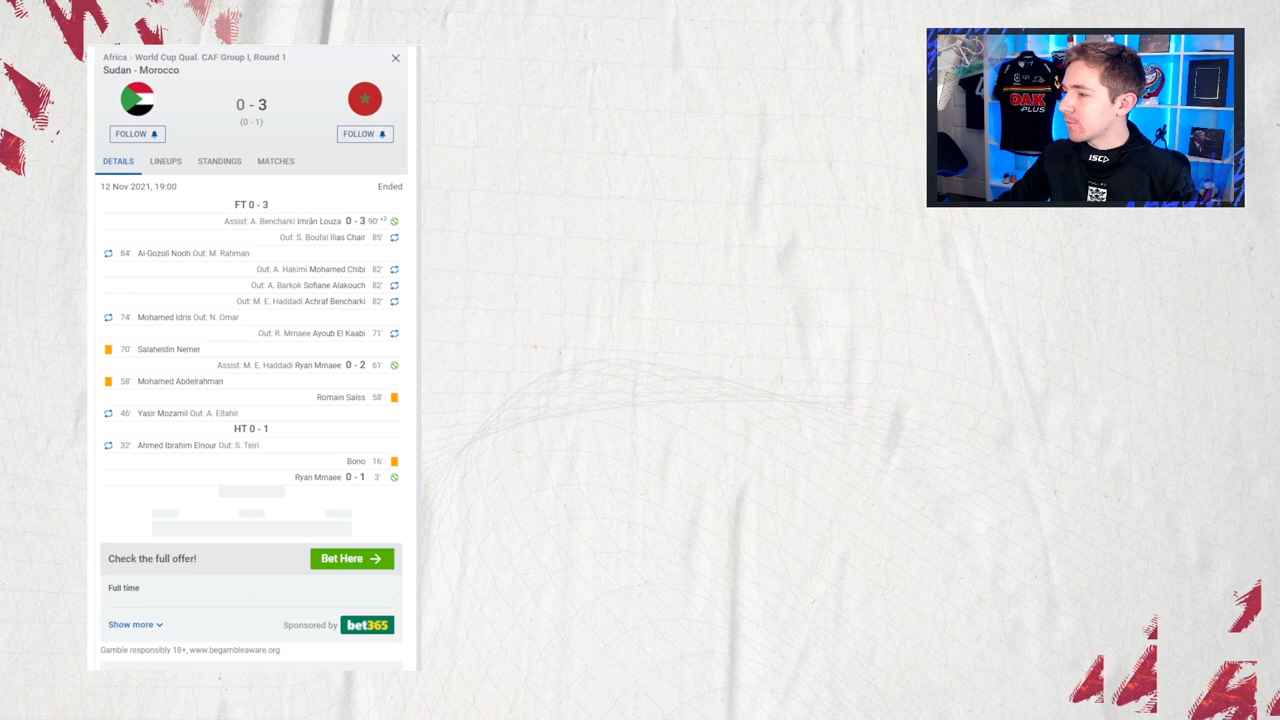 Africa › World Cup Qual. CAF Group I, Round 1
Sudan - Morocco
0 - 3
(0 - 1)
FOLLOW
FOLLOW
DETAILS LINEUPS STANDINGS MATCHES
12 Nov 2021, 19:00 Ended
FT 0 - 3
Assist: A. Bencharki Imrân Louza 0 - 3 90'+3
Out: S. Boufal Ilias Chair 85'
84' Al-Gozoli Nooh Out: M. Rahman
Out: A. Hakimi Mohamed Chibi 82'
Out: A. Barkok Sofiane Alakouch 82'
Out: M. E. Haddadi Achraf Bencharki 82'
74' Mohamed Idris Out: N. Omar
Out: R. Mmaee Ayoub El Kaabi 71'
70' Salaheldin Nemer
Assist: M. E. Haddadi Ryan Mmaee 0 - 2 61'
58' Mohamed Abdelrahman
Romain Saïss 58'
46' Yasir Mozamil Out: A. Eltahir
HT 0 - 1
32' Ahmed Ibrahim Elnour Out: S. Teiri
Bono 16'
Ryan Mmaee 0 - 1 3'
Check the full offer! Bet Here →
Full time
Show more Sponsored by bet365
Gamble responsibly 18+, www.begambleaware.org
OAK
PLUS
ISC